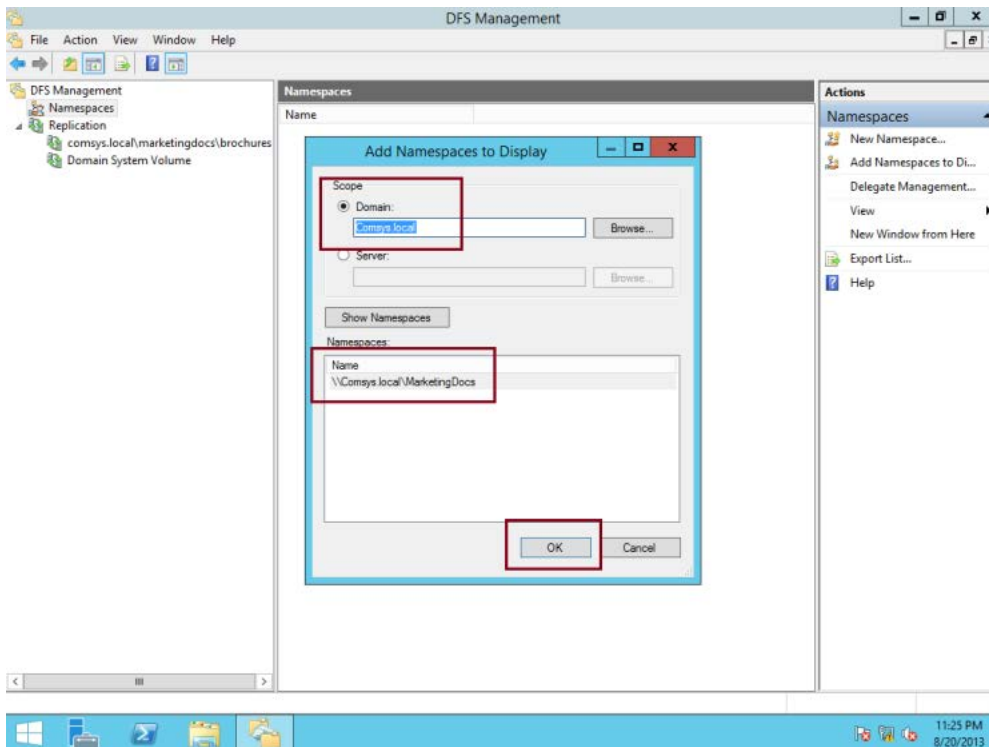 DFS Management
File Action View Window Help
DFS Management
Namespaces
Replication
comsys.local\marketingdocs\brochures
Domain System Volume
Namespaces
Name
Add Namespaces to Display
Scope
Domain:
Comsys.local
Browse...
Server:
Browse...
Show Namespaces
Namespaces:
Name
\\Comsys.local\MarketingDocs
OK
Cancel
Actions
Namespaces
New Namespace...
Add Namespaces to Di...
Delegate Management...
View
New Window from Here
Export List...
Help
11:25 PM
8/20/2013